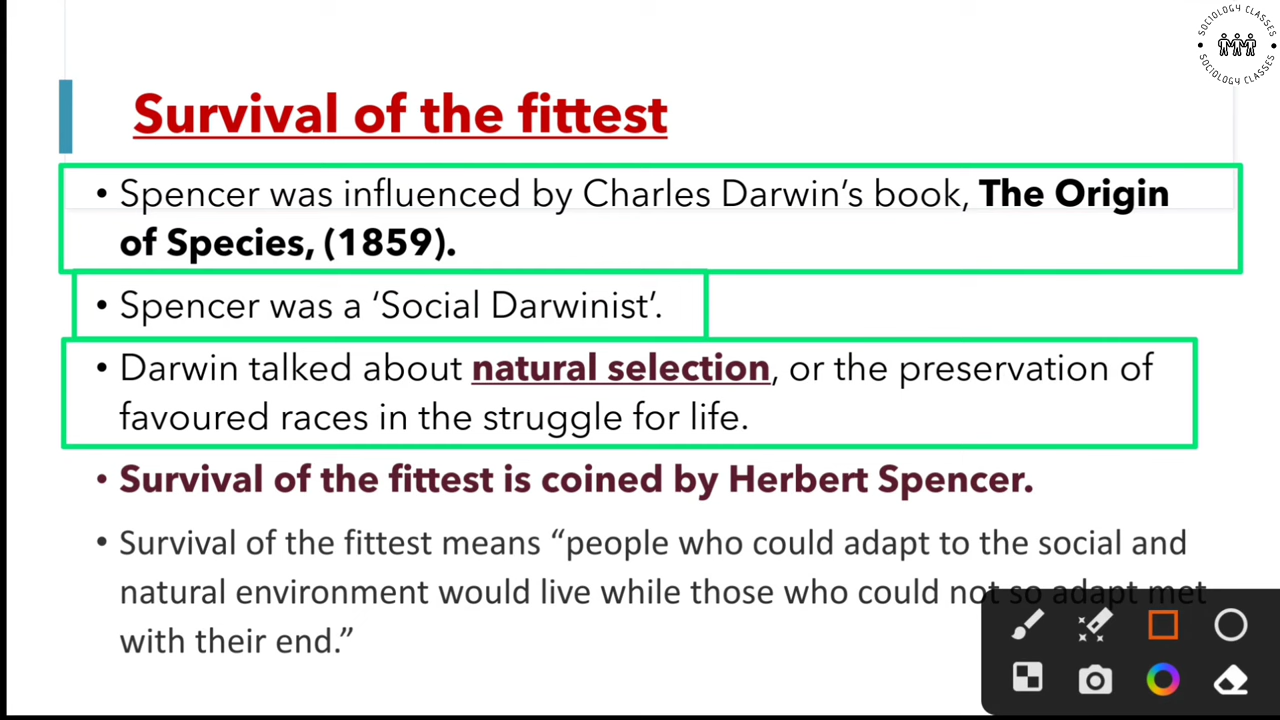 SOCIOLOGY CLASSES
SOCIOLOGY CLASSES
Survival of the fittest
• Spencer was influenced by Charles Darwin’s book, The Origin
of Species, (1859).
• Spencer was a ‘Social Darwinist’.
• Darwin talked about natural selection, or the preservation of
favoured races in the struggle for life.
• Survival of the fittest is coined by Herbert Spencer.
• Survival of the fittest means “people who could adapt to the social and
natural environment would live while those who could not so adapt met
with their end.”